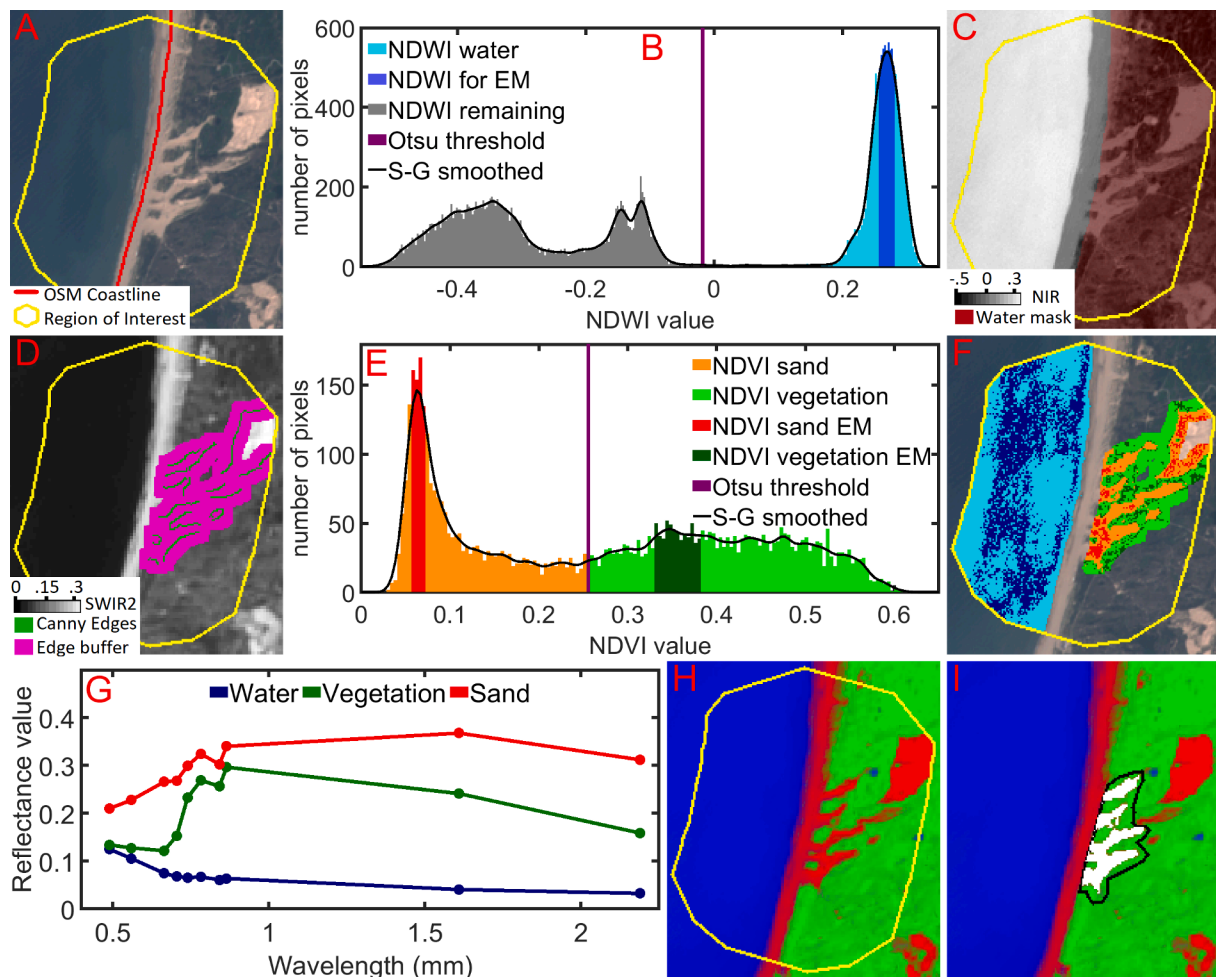 A
OSM Coastline
Region of Interest
B
600
400
200
0
number of pixels
NDWI water
NDWI for EM
NDWI remaining
Otsu threshold
S-G smoothed
-0.4
-0.2
0
0.2
NDWI value
C
-.5 0 .3
NIR
Water mask
D
0 .15 .3
SWIR2
Canny Edges
Edge buffer
E
150
100
50
0
number of pixels
NDVI sand
NDVI vegetation
NDVI sand EM
NDVI vegetation EM
Otsu threshold
S-G smoothed
0
0.1
0.2
0.3
0.4
0.5
0.6
NDVI value
F
G
Water
Vegetation
Sand
0.4
0.3
0.2
0.1
0
Reflectance value
0.5
1
1.5
2
Wavelength (mm)
H
I